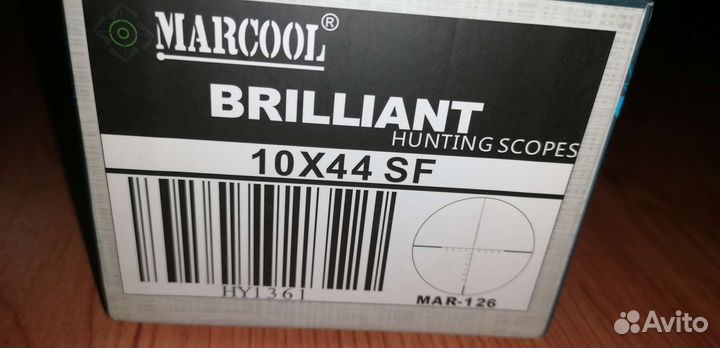 MARCOOL®
BRILLIANT
HUNTING SCOPES
10X44 SF
HY1361
MAR-126
Avito